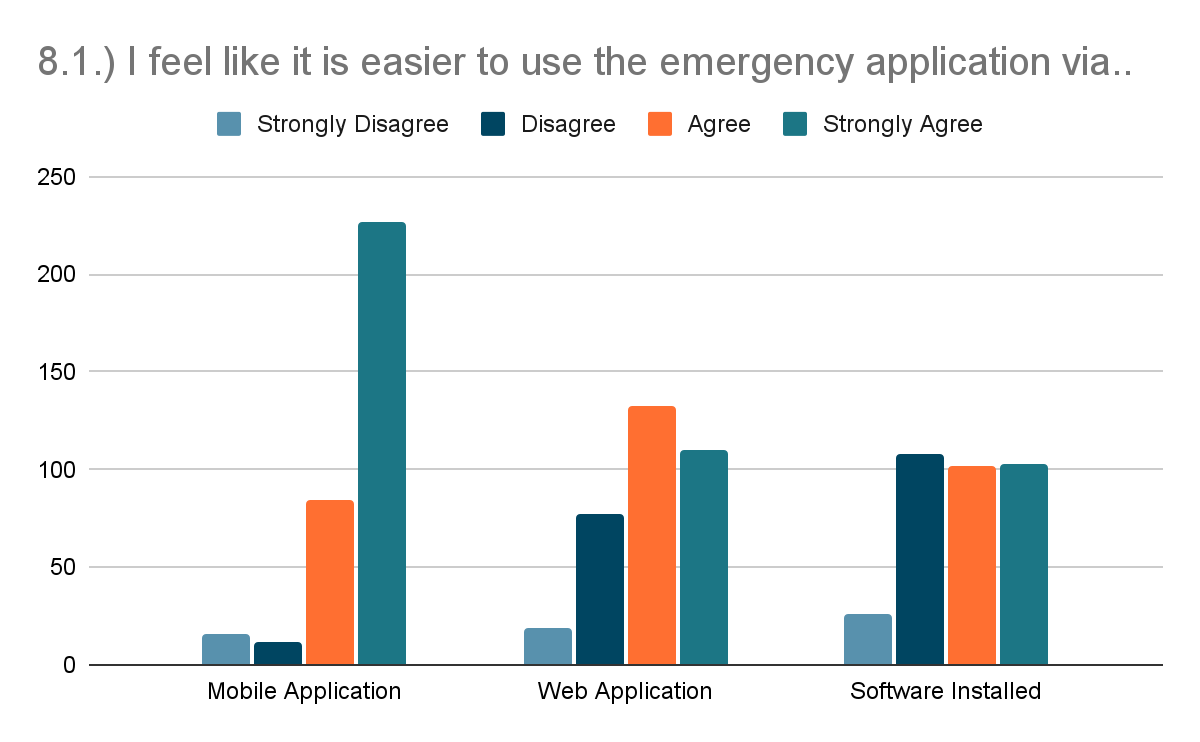 8.1.) I feel like it is easier to use the emergency application via..
Strongly Disagree Disagree Agree Strongly Agree
250
200
150
100
50
0
Mobile Application Web Application Software Installed